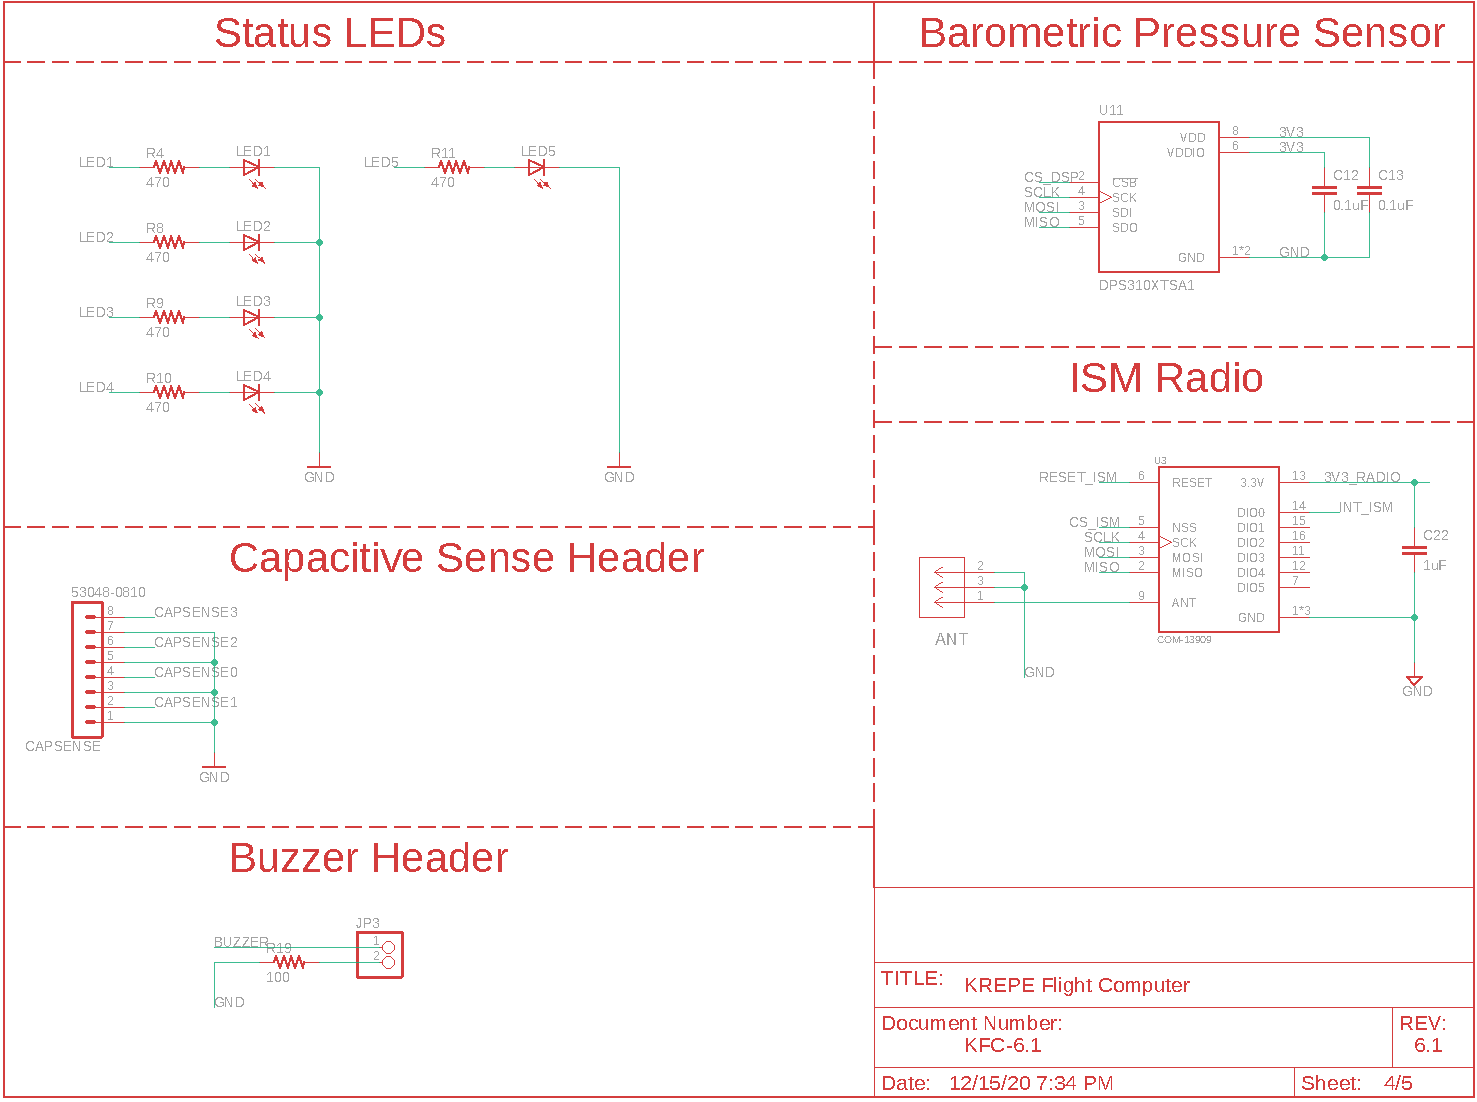 Status LEDs
LED1
R4
470
LED1
LED5
R11
470
LED5
LED2
R8
470
LED2
LED3
R9
470
LED3
LED4
R10
470
LED4
GND
GND
Capacitive Sense Header
53048-0810
8
CAPSENSE3
7
6
CAPSENSE2
5
4
CAPSENSE0
3
2
CAPSENSE1
1
CAPSENSE
GND
Buzzer Header
JP3
BUZZER
1
R19
2
100
GND
Barometric Pressure Sensor
U11
VDD 8 3V3
VDDIO 6 3V3
CS_DSP 2 CSB
SCLK 4 SCK
MOSI 3 SDI
MISO 5 SDO
C12
0.1uF
C13
0.1uF
GND 1*2 GND
DPS310XTSA1
ISM Radio
U3
RESET_ISM 6 RESET
3.3V 13 3V3_RADIO
DIO0 14 INT_ISM
CS_ISM 5 NSS
DIO1 15
SCLK 4 SCK
DIO2 16
MOSI 3 MOSI
DIO3 11
MISO 2 MISO
DIO4 12
DIO5 7
C22
1uF
2
3
1
9 ANT
GND 1*3
ANT
COM-13909
GND
GND
TITLE: KREPE Flight Computer
Document Number:
KFC-6.1
REV:
6.1
Date: 12/15/20 7:34 PM
Sheet: 4/5